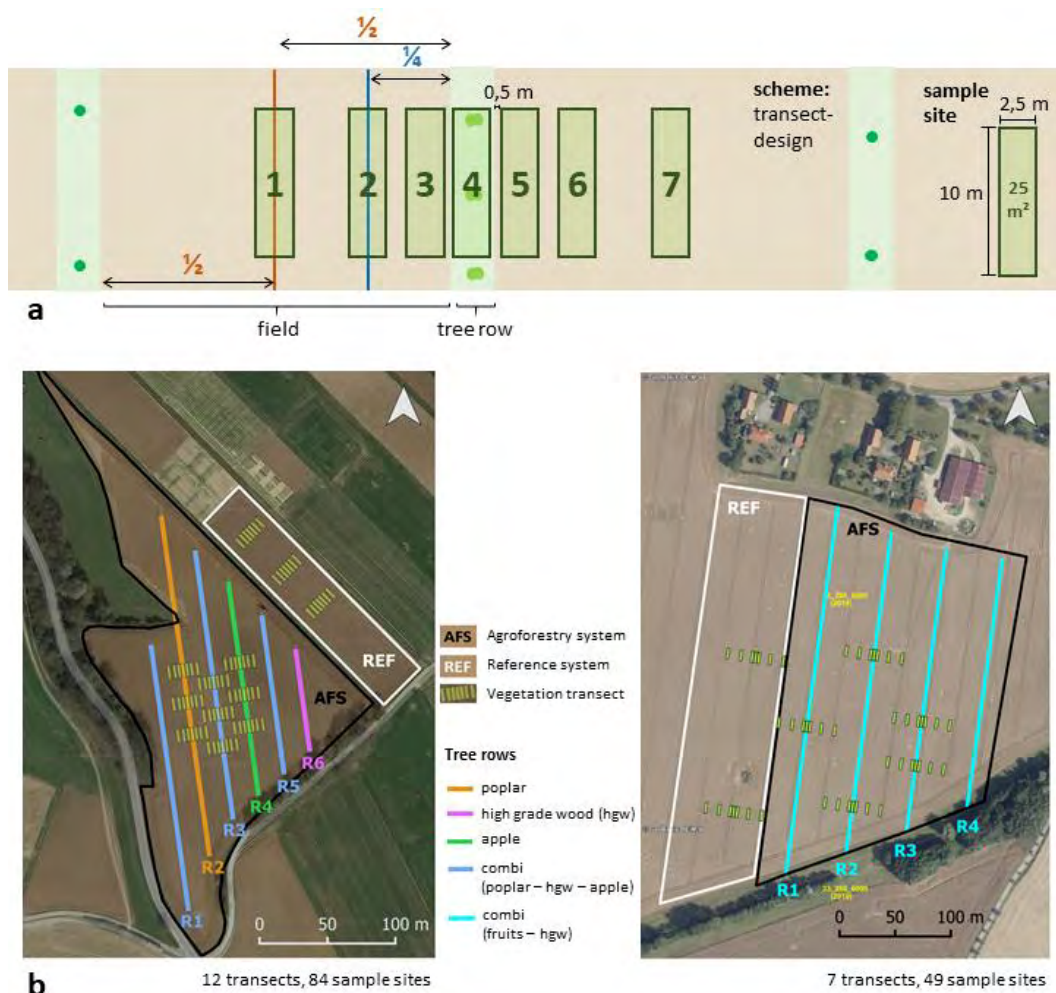 ½
¼
0,5 m
scheme:
transect-
design
sample
site
2,5 m
1 2 3 4 5 6 7
10 m
25
m²
½
a
field
tree row
REF
AFS
R1
R2
R3
R4
R5
R6
0 50 100 m
AFS Agroforestry system
REF Reference system
Vegetation transect
Tree rows
poplar
high grade wood (hgw)
apple
combi
(poplar – hgw – apple)
combi
(fruits – hgw)
REF
AFS
R1
R2
R3
R4
0 50 100 m
b
12 transects, 84 sample sites
7 transects, 49 sample sites